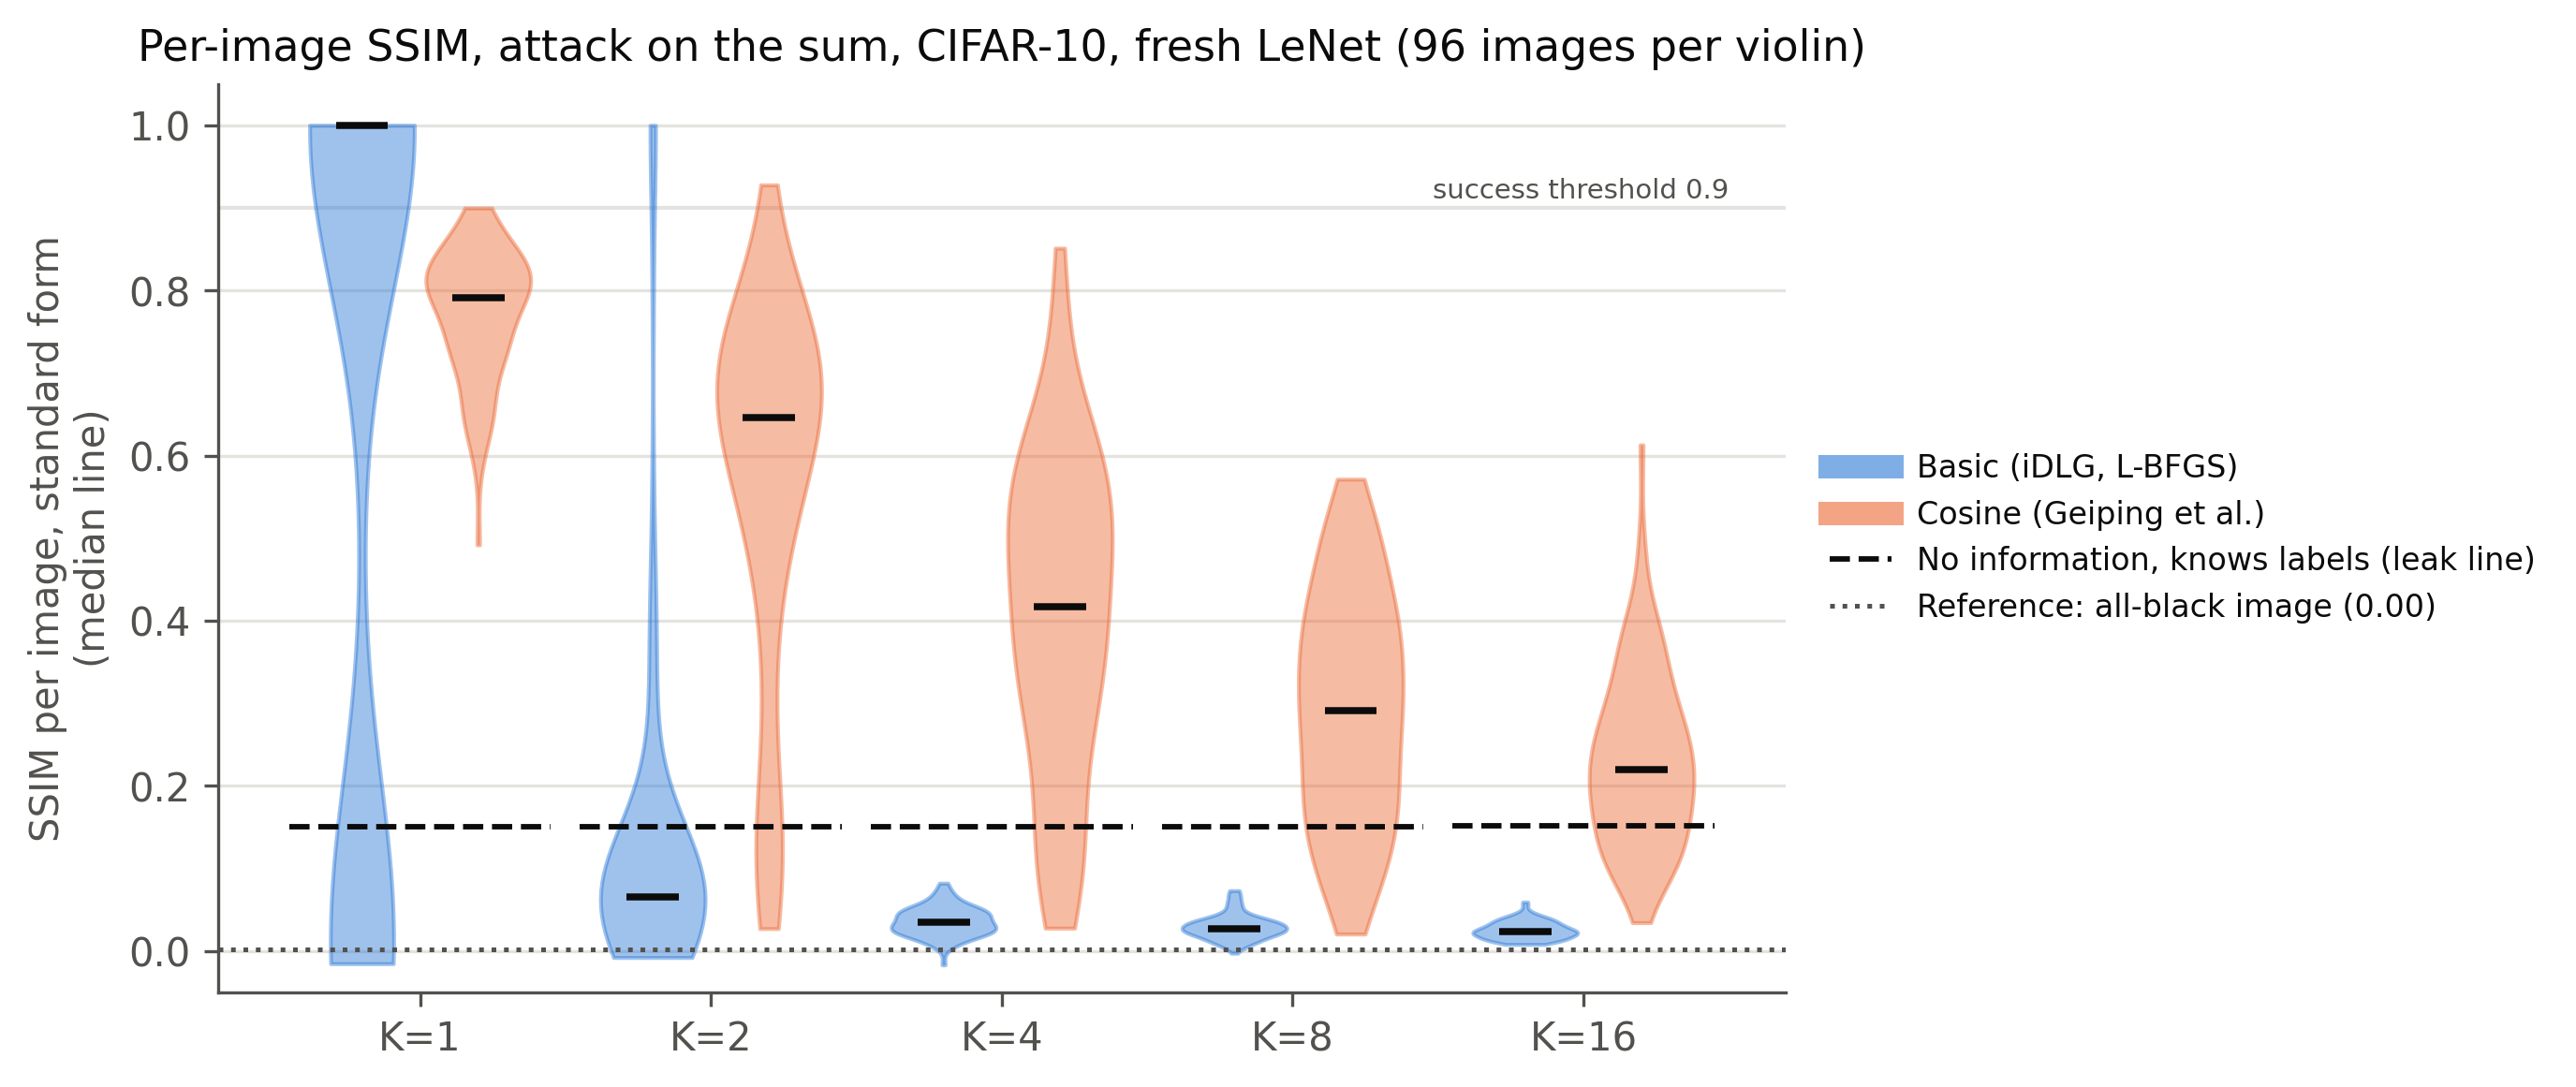 Per-image SSIM, attack on the sum, CIFAR-10, fresh LeNet (96 images per violin)
SSIM per image, standard form
(median line)
1.0
0.8
0.6
0.4
0.2
0.0
success threshold 0.9
K=1
K=2
K=4
K=8
K=16
Basic (iDLG, L-BFGS)
Cosine (Geiping et al.)
No information, knows labels (leak line)
Reference: all-black image (0.00)